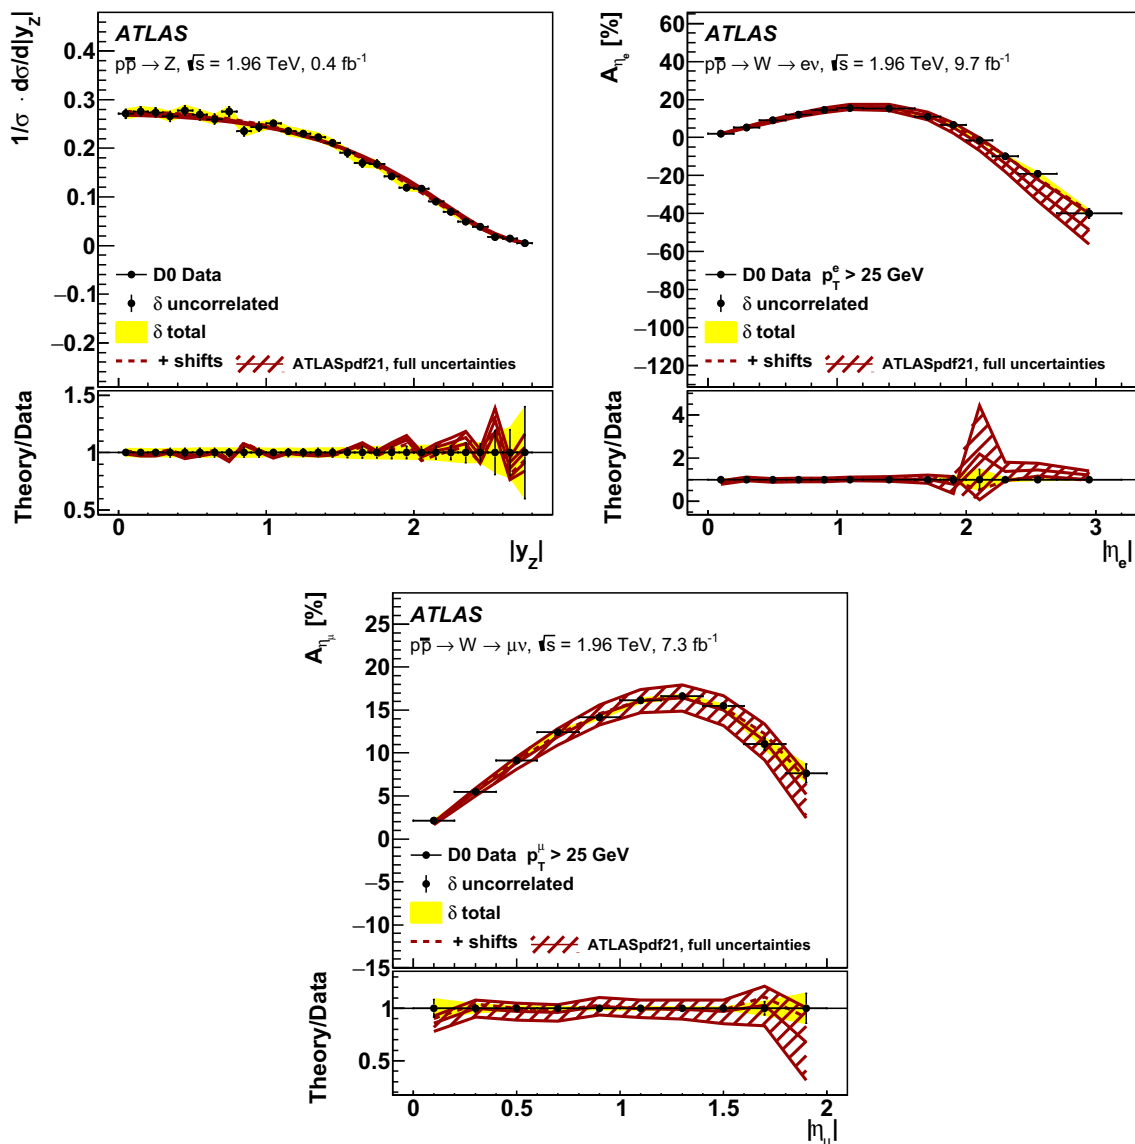 ATLAS
pp̅ → Z, √s = 1.96 TeV, 0.4 fb⁻¹
1/σ · dσ/d|y_Z|
0.4
0.3
0.2
0.1
0
−0.1
−0.2
D0 Data
δ uncorrelated
δ total
+ shifts
ATLASpdf21, full uncertainties
Theory/Data
1.5
1
0.5
0
1
2
|y_Z|
ATLAS
pp̅ → W → eν, √s = 1.96 TeV, 9.7 fb⁻¹
A_ηe [%]
60
40
20
0
−20
−40
−60
−80
−100
−120
D0 Data p_T^e > 25 GeV
δ uncorrelated
δ total
+ shifts
ATLASpdf21, full uncertainties
Theory/Data
4
2
0
0
1
2
3
|η_e|
ATLAS
pp̅ → W → μν, √s = 1.96 TeV, 7.3 fb⁻¹
A_ημ [%]
25
20
15
10
5
0
−5
−10
−15
D0 Data p_T^μ > 25 GeV
δ uncorrelated
δ total
+ shifts
ATLASpdf21, full uncertainties
Theory/Data
1
0.5
0
0.5
1
1.5
2
|η_μ|